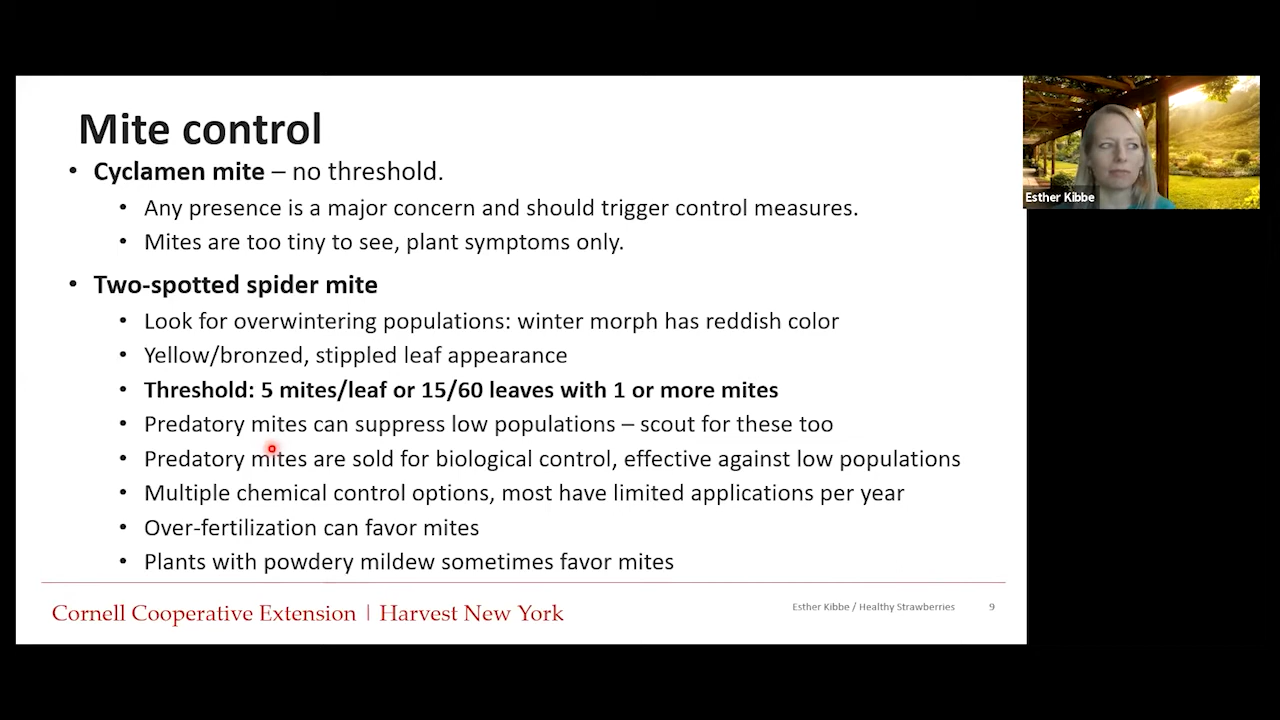 Mite control
• Cyclamen mite – no threshold.
• Any presence is a major concern and should trigger control measures.
• Mites are too tiny to see, plant symptoms only.
• Two-spotted spider mite
• Look for overwintering populations: winter morph has reddish color
• Yellow/bronzed, stippled leaf appearance
• Threshold: 5 mites/leaf or 15/60 leaves with 1 or more mites
• Predatory mites can suppress low populations – scout for these too
• Predatory mites are sold for biological control, effective against low populations
• Multiple chemical control options, most have limited applications per year
• Over-fertilization can favor mites
• Plants with powdery mildew sometimes favor mites
Cornell Cooperative Extension | Harvest New York
Esther Kibbe / Healthy Strawberries 9
Esther Kibbe